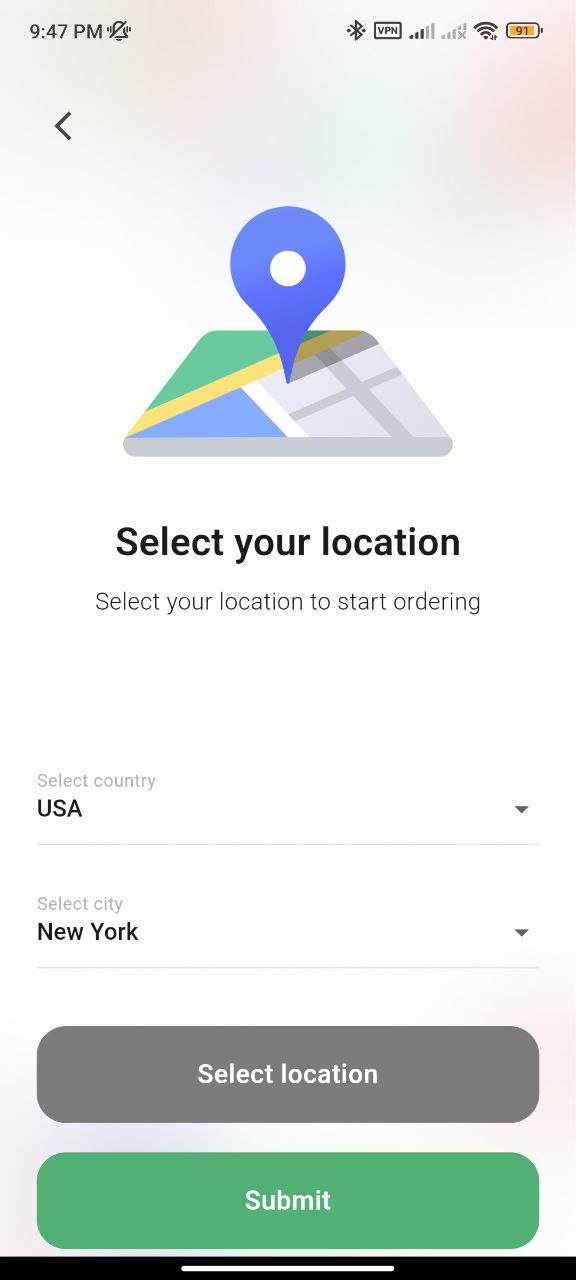 9:47 PM
VPN
91
Select your location
Select your location to start ordering
Select country
USA
Select city
New York
Select location
Submit